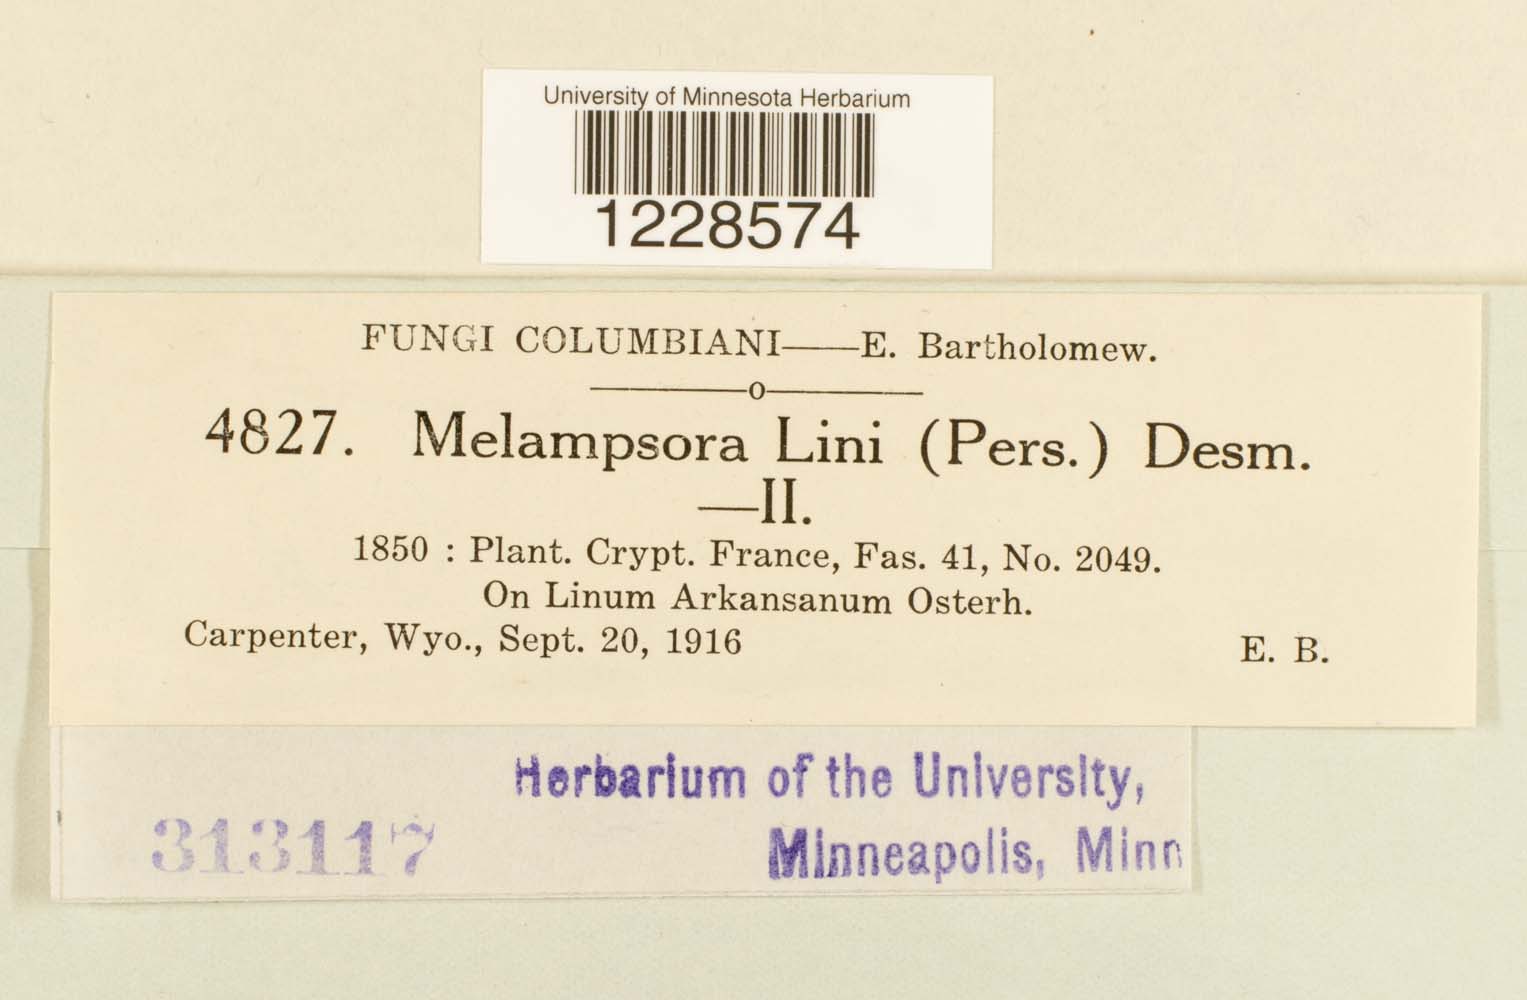 University of Minnesota Herbarium
1228574
FUNGI COLUMBIANI——E. Bartholomew.
———o———
4827. Melampsora Lini (Pers.) Desm.
—II.
1850 : Plant. Crypt. France, Fas. 41, No. 2049.
On Linum Arkansanum Osterh.
Carpenter, Wyo., Sept. 20, 1916 E. B.
Herbarium of the University,
313117 Minneapolis, Minn